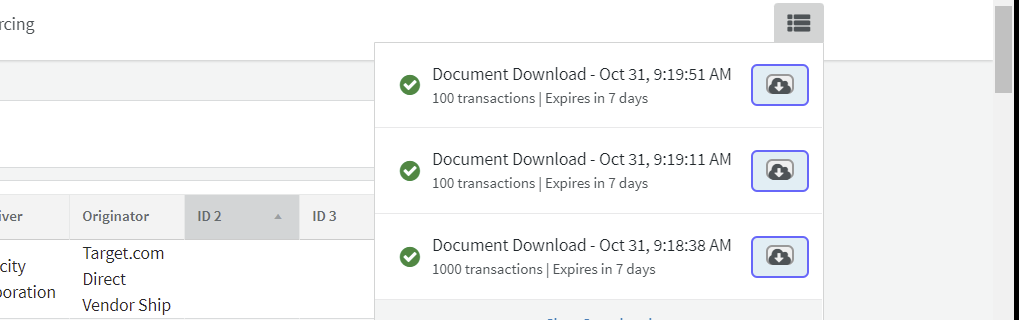 rcing
Document Download - Oct 31, 9:19:51 AM
100 transactions | Expires in 7 days
Document Download - Oct 31, 9:19:11 AM
100 transactions | Expires in 7 days
iver
Originator
ID 2
ID 3
Document Download - Oct 31, 9:18:38 AM
1000 transactions | Expires in 7 days
city
poration
Target.com
Direct
Vendor Ship